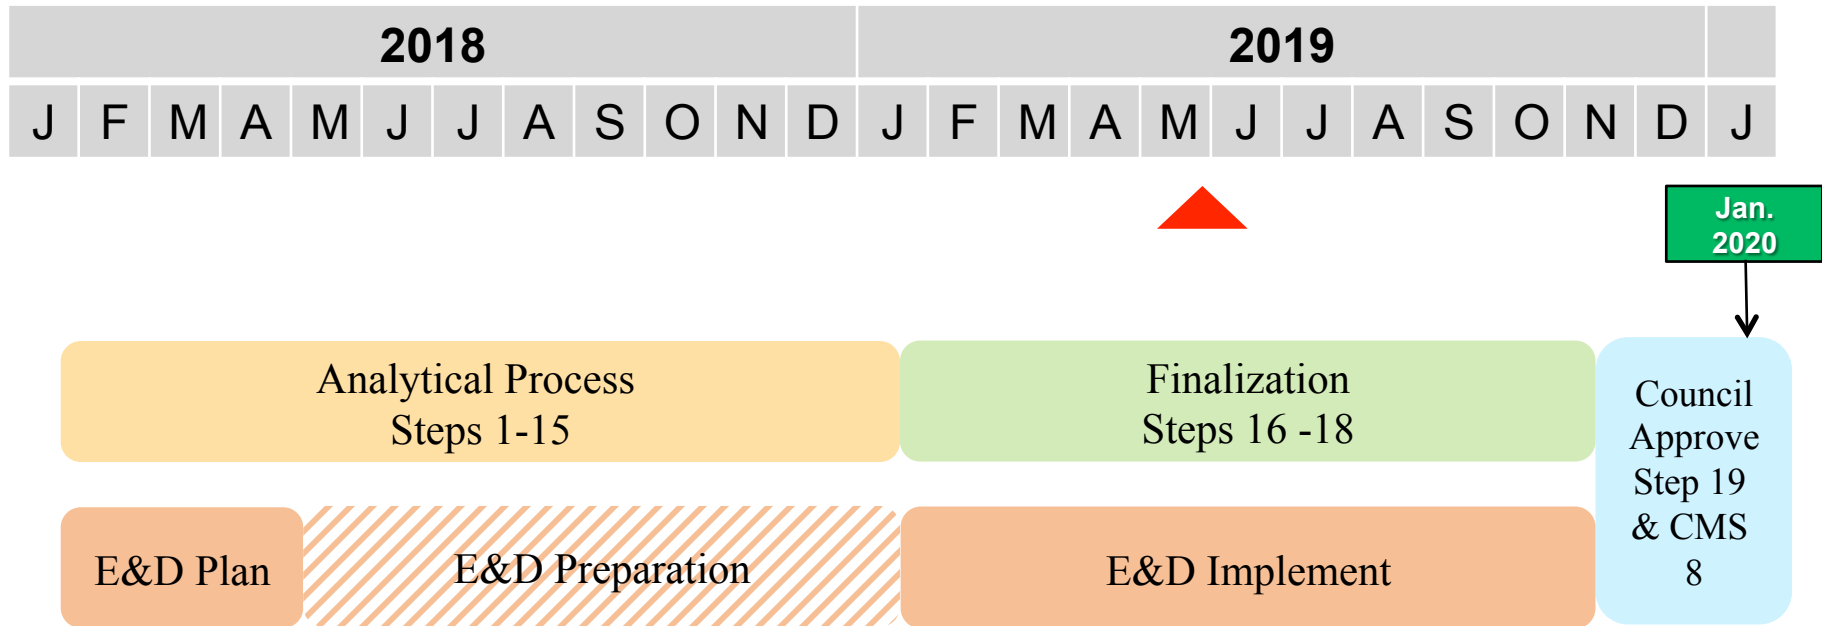 2018 2019
J F M A M J J A S O N D J F M A M J J A S O N D J
Jan.
2020
Analytical Process
Steps 1-15
Finalization
Steps 16 -18
Council
Approve
Step 19
& CMS
8
E&D Plan
E&D Preparation
E&D Implement